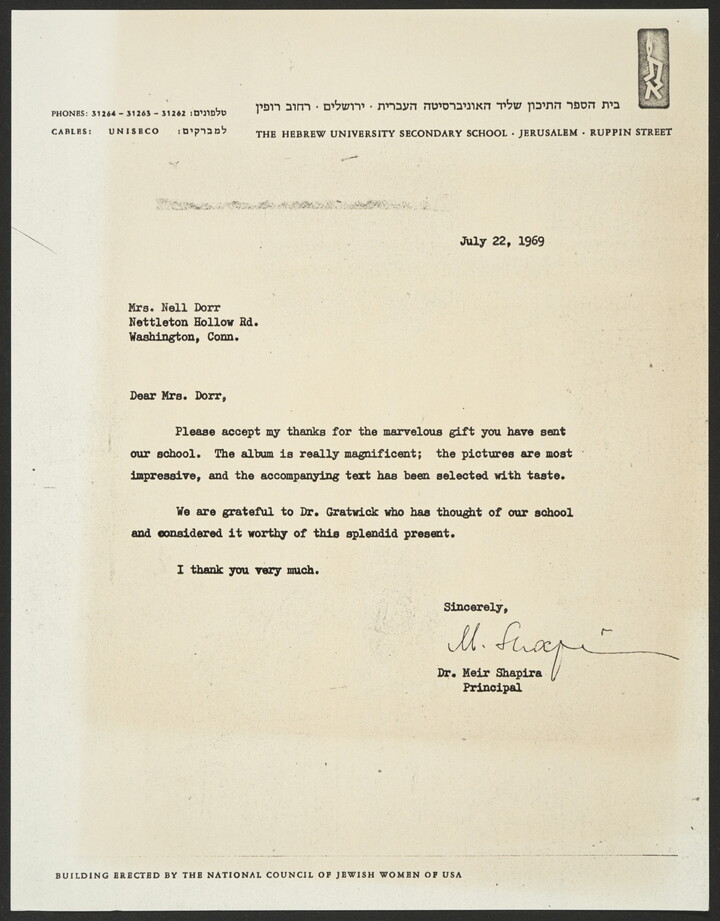 PHONES: 31264 – 31263 – 31262 :טלפונים
CABLES: UNISECO :למברקים
בית הספר התיכון שליד האוניברסיטה העברית · ירושלים · רחוב רופין
THE HEBREW UNIVERSITY SECONDARY SCHOOL · JERUSALEM · RUPPIN STREET
July 22, 1969
Mrs. Nell Dorr
Nettleton Hollow Rd.
Washington, Conn.
Dear Mrs. Dorr,
Please accept my thanks for the marvelous gift you have sent
our school. The album is really magnificent; the pictures are most
impressive, and the accompanying text has been selected with taste.
We are grateful to Dr. Gratwick who has thought of our school
and considered it worthy of this splendid present.
I thank you very much.
Sincerely,
M. Shapira
Dr. Meir Shapira
Principal
BUILDING ERECTED BY THE NATIONAL COUNCIL OF JEWISH WOMEN OF USA